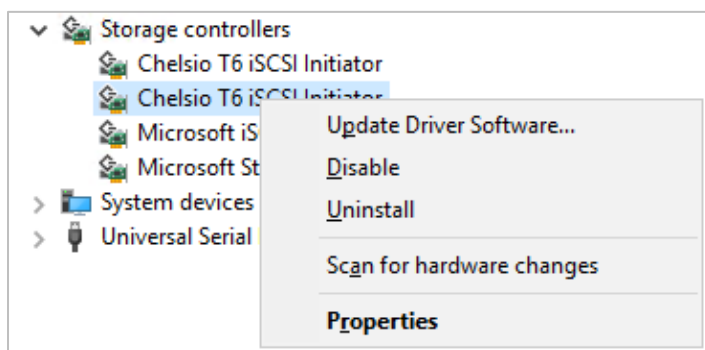 Storage controllers
Chelsio T6 iSCSI Initiator
Chelsio T6 iSCSI Initiator
Update Driver Software...
Microsoft iS
Disable
Microsoft St
System devices
Uninstall
Universal Serial
Scan for hardware changes
Properties